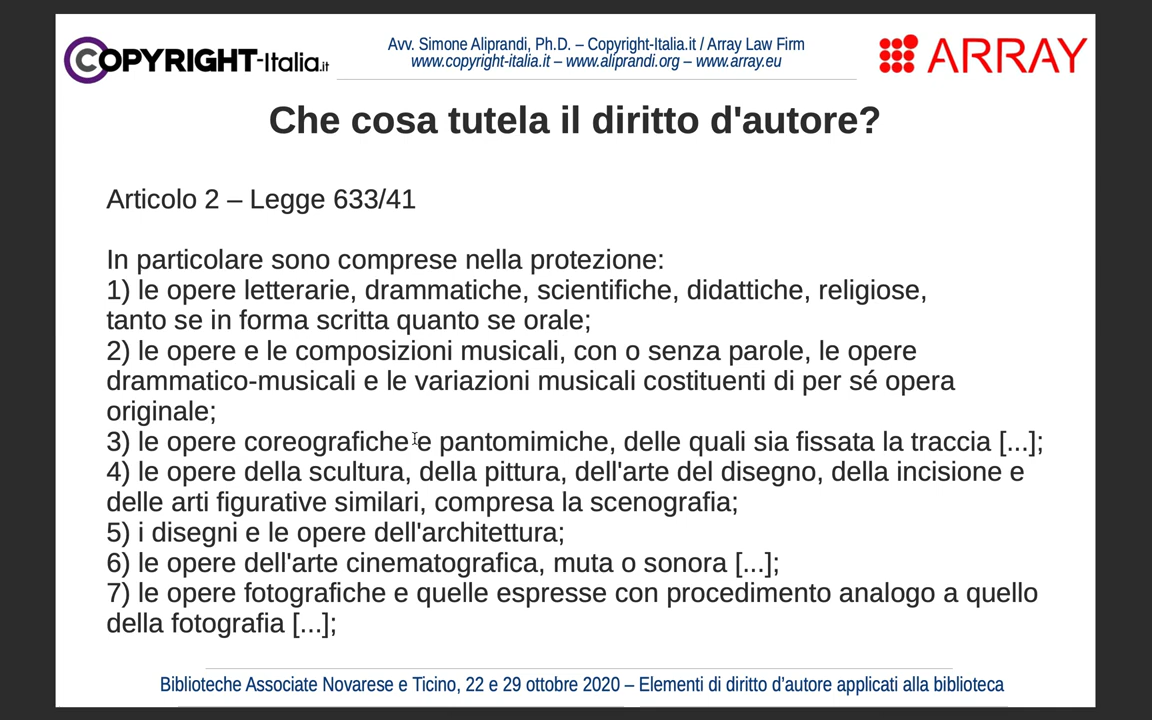 COPYRIGHT-Italia.it
Avv. Simone Aliprandi, Ph.D. – Copyright-Italia.it / Array Law Firm
www.copyright-italia.it – www.aliprandi.org – www.array.eu
ARRAY
Che cosa tutela il diritto d'autore?
Articolo 2 – Legge 633/41
In particolare sono comprese nella protezione:
1) le opere letterarie, drammatiche, scientifiche, didattiche, religiose,
tanto se in forma scritta quanto se orale;
2) le opere e le composizioni musicali, con o senza parole, le opere
drammatico-musicali e le variazioni musicali costituenti di per sé opera
originale;
3) le opere coreografiche e pantomimiche, delle quali sia fissata la traccia [...];
4) le opere della scultura, della pittura, dell'arte del disegno, della incisione e
delle arti figurative similari, compresa la scenografia;
5) i disegni e le opere dell'architettura;
6) le opere dell'arte cinematografica, muta o sonora [...];
7) le opere fotografiche e quelle espresse con procedimento analogo a quello
della fotografia [...];
Biblioteche Associate Novarese e Ticino, 22 e 29 ottobre 2020 – Elementi di diritto d'autore applicati alla biblioteca